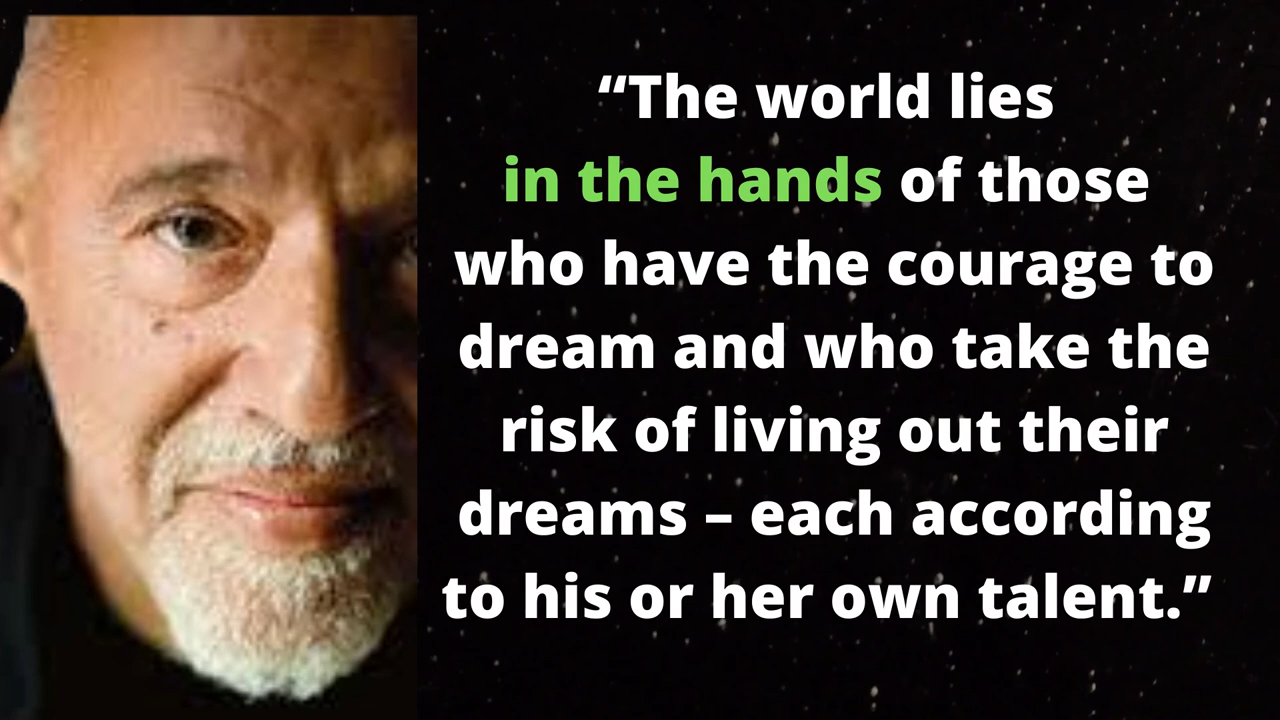 “The world lies
in the hands of those
who have the courage to
dream and who take the
risk of living out their
dreams – each according
to his or her own talent.”